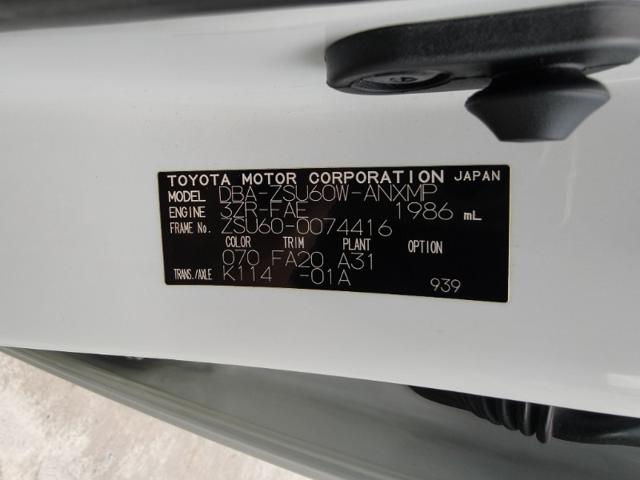 TOYOTA MOTOR CORPORATION JAPAN
MODEL DBA-ZSU60W-ANXMP
ENGINE 3ZR-FAE 1986 mL
FRAME No. ZSU60-0074416
COLOR TRIM PLANT OPTION
070 FA20 A31
TRANS./AXLE K114 -01A
939